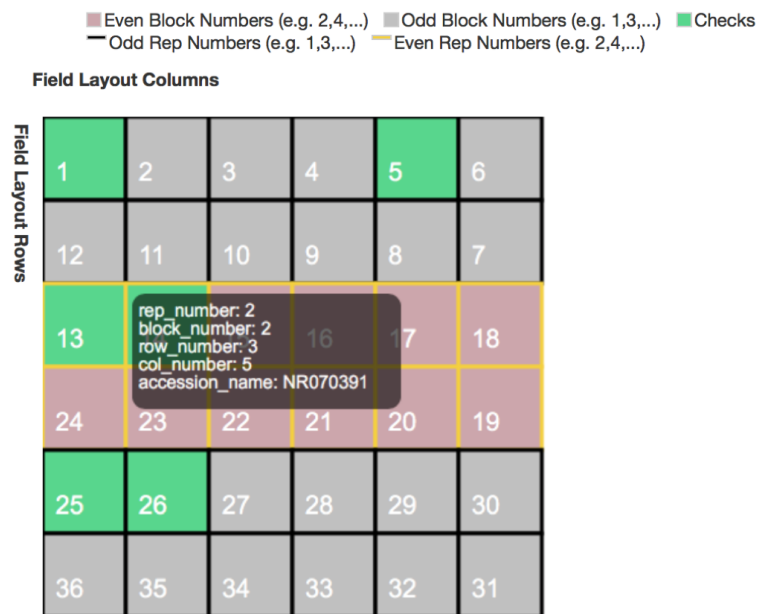 Even Block Numbers (e.g. 2,4,...) Odd Block Numbers (e.g. 1,3,...) Checks
Odd Rep Numbers (e.g. 1,3,...) Even Rep Numbers (e.g. 2,4,...)
Field Layout Columns
Field Layout Rows
1 2 3 4 5 6
12 11 10 9 8 7
rep_number: 2
block_number: 2
row_number: 3
col_number: 5
accession_name: NR070391
13 14 15 16 17 18
24 23 22 21 20 19
25 26 27 28 29 30
36 35 34 33 32 31